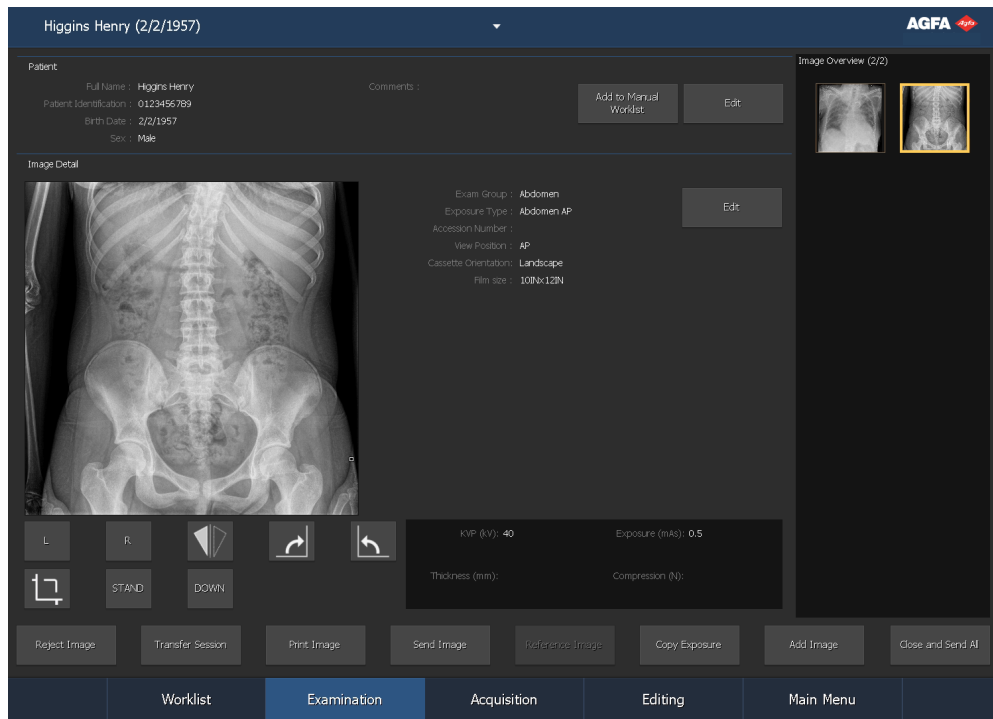 Higgins Henry (2/2/1957)
AGFA
Agfa
Patient
Full Name : Higgins Henry
Comments :
Patient Identification : 0123456789
Birth Date : 2/2/1957
Sex : Male
Add to Manual
Worklist
Edit
Image Overview (2/2)
Image Detail
Exam Group : Abdomen
Exposure Type : Abdomen AP
Accession Number :
View Position : AP
Cassette Orientation: Landscape
Film size : 10INx12IN
Edit
L
R
STAND
DOWN
KVP (kV): 40
Exposure (mAs): 0.5
Thickness (mm):
Compression (N):
Reject Image
Transfer Session
Print Image
Send Image
Reference Image
Copy Exposure
Add Image
Close and Send All
Worklist
Examination
Acquisition
Editing
Main Menu